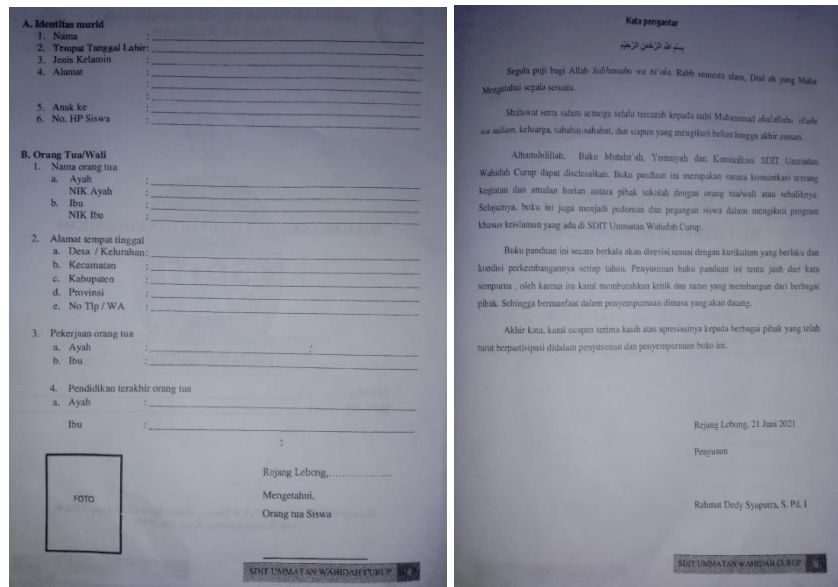 A. Identitas murid
1. Nama :
2. Tempat Tanggal Lahir:
3. Jenis Kelamin :
4. Alamat :
:
:
5. Anak ke :
6. No, HP Siswa :
B. Orang Tua/Wali
1. Nama orang tua
a. Ayah :
NIK Ayah :
b. Ibu :
NIK Ibu :
2. Alamat tempat tinggal
a. Desa / Kelurahan:
b. Kecamatan :
c. Kabupaten :
d. Provinsi :
e. No Tlp / WA :
3. Pekerjaan orang tua
a. Ayah :
b. Ibu :
4. Pendidikan terakhir orang tua
a. Ayah :
Ibu :
Rejang Lebong,....................
Mengetahui,
Orang tua Siswa
FOTO
SDIT UMMATAN WAHIDAH CURUP
Kata pengantar
بِسْمِ اللهِ الرَّحْمٰنِ الرَّحِيْمِ
Segala puji bagi Allah Subhanahu wa ta'ala, Rabb semesta alam, Dial ah yang Maha
Mengetahui segala sesuatu.
Shalawat serta salam semoga selalu tercurah kepada nabi Muhammad shalallahu 'alaihi
wa sallam, keluarga, sahabat-sahabat, dan siapun yang mengikuti beliau hingga akhir zaman.
Alhamdulillah, Buku Mutaba'ah, Yaumiyah dan Komunikasi SDIT Ummatan
Wahidah Curup dapat diselesaikan. Buku panduan ini merupakan sarana komunikasi tentang
kegiatan dan amalan harian antara pihak sekolah dengan orang tua/wali atau sebaliknya.
Selajutnya, buku ini juga menjadi pedoman dan pegangan siswa dalam mengikuti program
khusus keislaman yang ada di SDIT Ummatan Wahidah Curup.
Buku panduan ini secara berkala akan direvisi sesuai dengan kurikulum yang berlaku dan
kondisi perkembangannya setiap tahun. Penyusunan buku panduan ini tentu jauh dari kata
sempurna , oleh karena itu kami membutuhkan kritik dan saran yang membangun dari berbagai
pihak. Sehingga bermanfaat dalam penyempurnaan dimasa yang akan datang.
Akhir kata, kami ucapan terima kasih atas apresiasinya kepada berbagai pihak yang telah
turut berpartisipasi didalam penyusunan dan penyempurnaan buku ini.
Rejang Lebong, 21 Juni 2021
Penyusun
Rahmat Dedy Syaputra, S. Pd, I
SDIT UMMATAN WAHIDAH CURUP